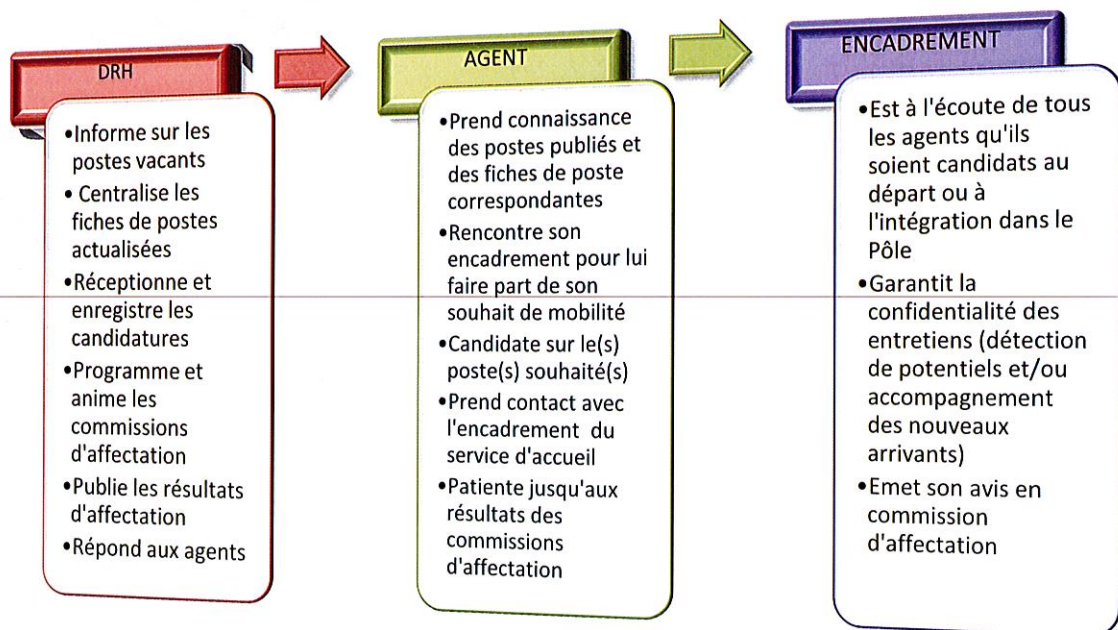 DRH
•Informe sur les
postes vacants
• Centralise les
fiches de postes
actualisées
•Réceptionne et
enregistre les
candidatures
•Programme et
anime les
commissions
d'affectation
•Publie les résultats
d'affectation
•Répond aux agents
AGENT
•Prend connaissance
des postes publiés et
des fiches de poste
correspondantes
•Rencontre son
encadrement pour lui
faire part de son
souhait de mobilité
•Candidate sur le(s)
poste(s) souhaité(s)
•Prend contact avec
l'encadrement du
service d'accueil
•Patiente jusqu'aux
résultats des
commissions
d'affectation
ENCADREMENT
•Est à l'écoute de tous
les agents qu'ils
soient candidats au
départ ou à
l'intégration dans le
Pôle
•Garantit la
confidentialité des
entretiens (détection
de potentiels et/ou
accompagnement
des nouveaux
arrivants)
•Emet son avis en
commission
d'affectation